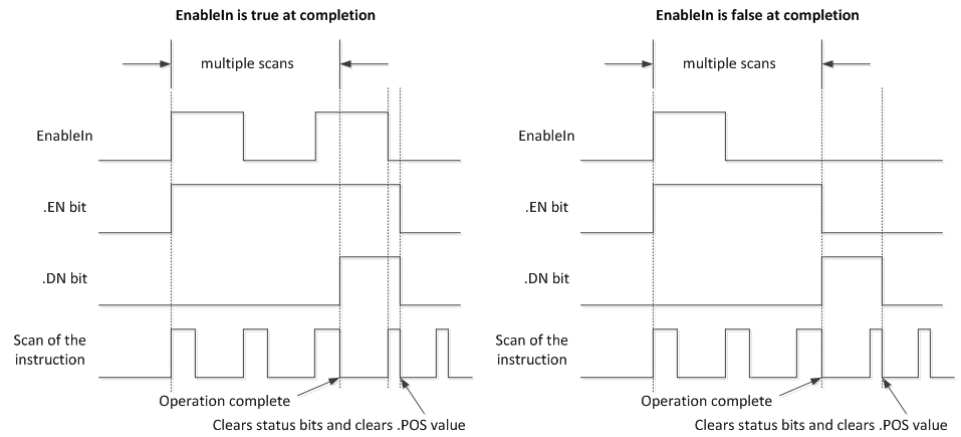 EnableIn is true at completion
multiple scans
EnableIn
.EN bit
.DN bit
Scan of the
instruction
Operation complete
Clears status bits and clears .POS value
EnableIn is false at completion
multiple scans
EnableIn
.EN bit
.DN bit
Scan of the
instruction
Operation complete
Clears status bits and clears .POS value